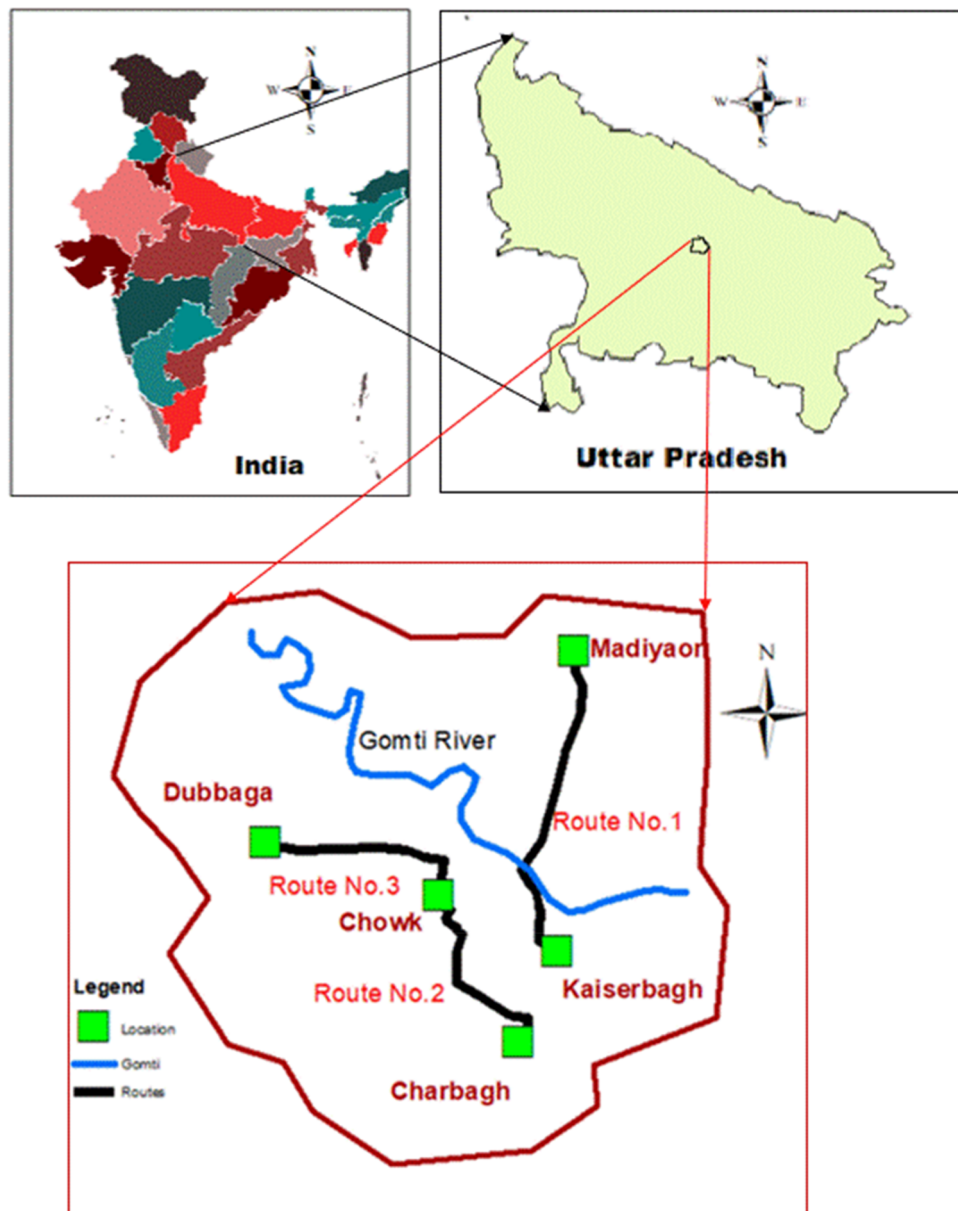 N
W E
S
India
N
W E
S
Uttar Pradesh
Madiyaon
N
Gomti River
Dubbaga
Route No.1
Route No.3
Chowk
Kaiserbagh
Route No.2
Legend
Location
Gomti
Routes
Charbagh